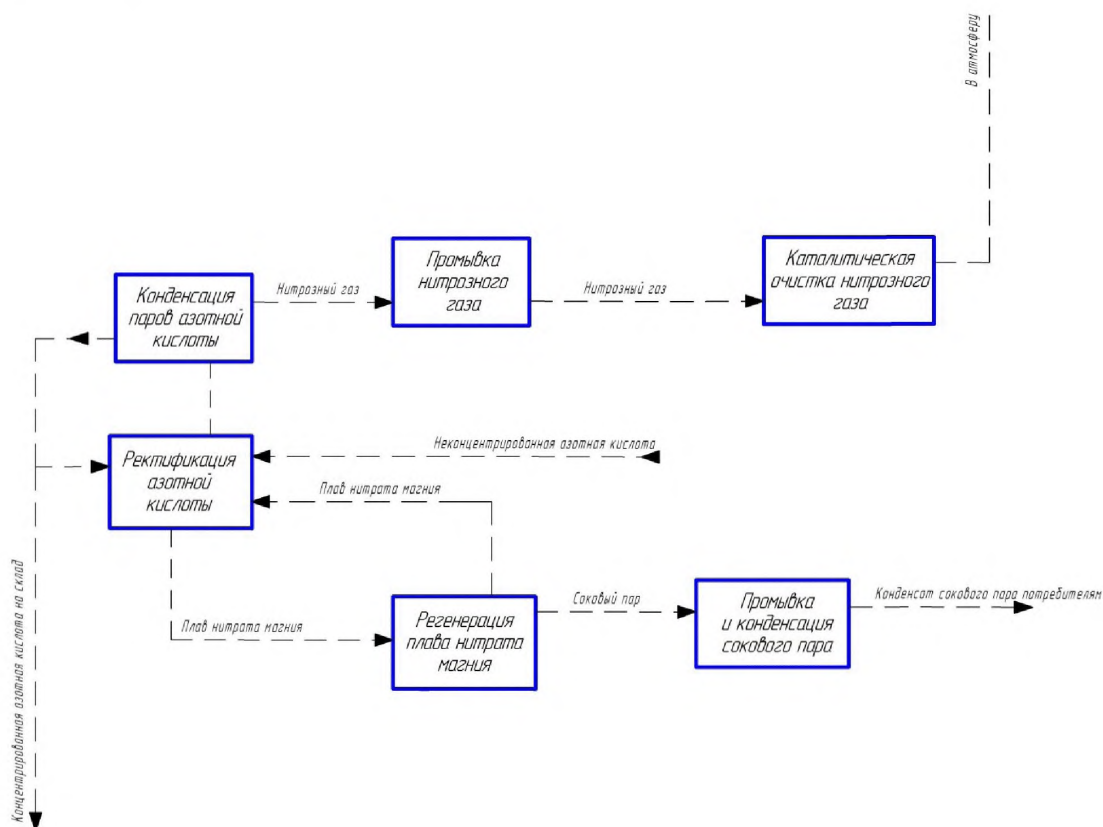 В атмосферу
Промывка
нитрозного
газа
Каталитическая
очистка нитрозного
газа
Конденсация
паров азотной
кислоты
Нитрозный газ
Нитрозный газ
Ректификация
азотной
кислоты
Неконцентрированная азотная кислота
Плав нитрата магния
Концентрированная азотная кислота на склад
Плав нитрата магния
Регенерация
плава нитрата
магния
Соковый пар
Промывка
и конденсация
сокового пара
Конденсат сокового пара потребителям